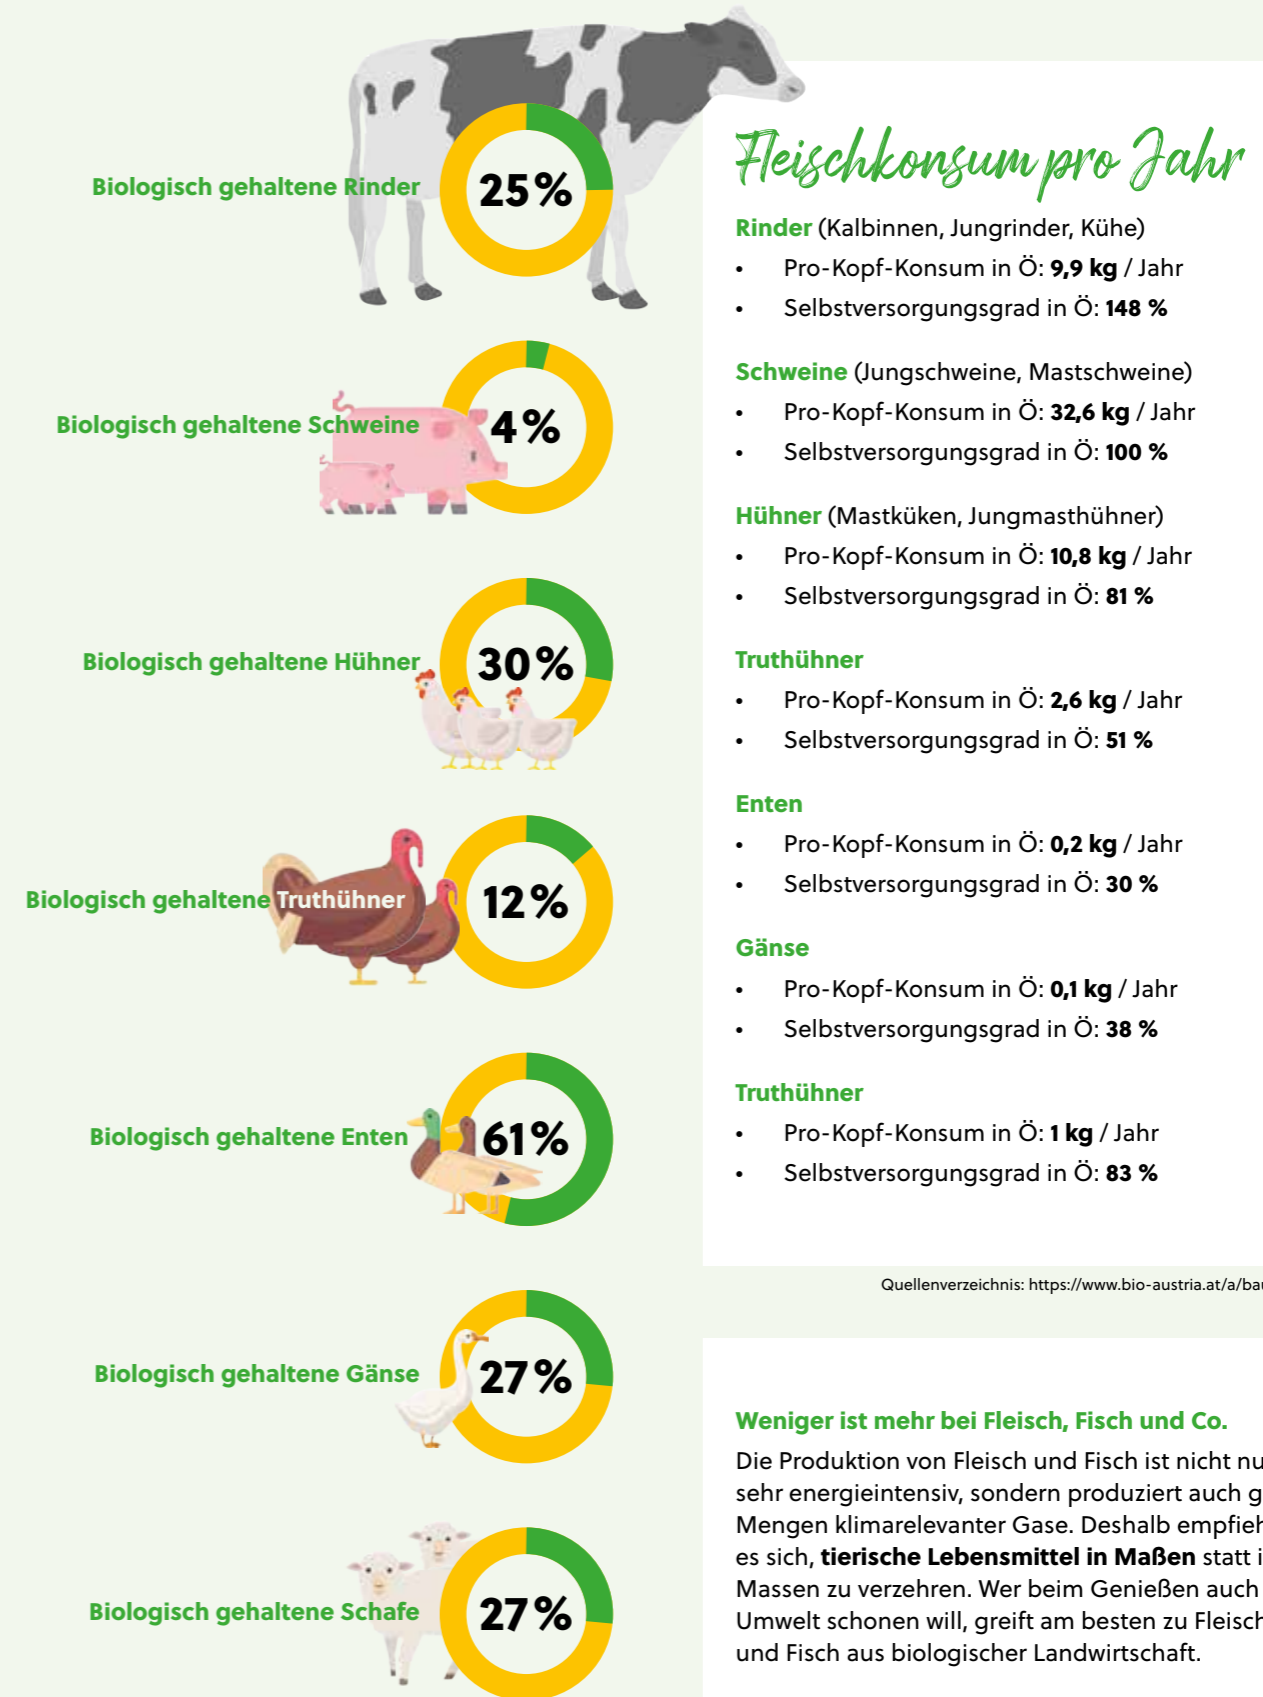 Biologisch gehaltene Rinder
25%
Biologisch gehaltene Schweine
4%
Biologisch gehaltene Hühner
30%
Biologisch gehaltene Truthühner
12%
Biologisch gehaltene Enten
61%
Biologisch gehaltene Gänse
27%
Biologisch gehaltene Schafe
27%
Fleischkonsum pro Jahr
Rinder (Kalbinnen, Jungrinder, Kühe)
• Pro-Kopf-Konsum in Ö: 9,9 kg / Jahr
• Selbstversorgungsgrad in Ö: 148 %
Schweine (Jungschweine, Mastschweine)
• Pro-Kopf-Konsum in Ö: 32,6 kg / Jahr
• Selbstversorgungsgrad in Ö: 100 %
Hühner (Mastküken, Jungmasthühner)
• Pro-Kopf-Konsum in Ö: 10,8 kg / Jahr
• Selbstversorgungsgrad in Ö: 81 %
Truthühner
• Pro-Kopf-Konsum in Ö: 2,6 kg / Jahr
• Selbstversorgungsgrad in Ö: 51 %
Enten
• Pro-Kopf-Konsum in Ö: 0,2 kg / Jahr
• Selbstversorgungsgrad in Ö: 30 %
Gänse
• Pro-Kopf-Konsum in Ö: 0,1 kg / Jahr
• Selbstversorgungsgrad in Ö: 38 %
Truthühner
• Pro-Kopf-Konsum in Ö: 1 kg / Jahr
• Selbstversorgungsgrad in Ö: 83 %
Quellenverzeichnis: https://www.bio-austria.at/a/bau
Weniger ist mehr bei Fleisch, Fisch und Co.
Die Produktion von Fleisch und Fisch ist nicht nu
sehr energieintensiv, sondern produziert auch g
Mengen klimarelevanter Gase. Deshalb empfieh
es sich, tierische Lebensmittel in Maßen statt i
Massen zu verzehren. Wer beim Genießen auch
Umwelt schonen will, greift am besten zu Fleisch
und Fisch aus biologischer Landwirtschaft.